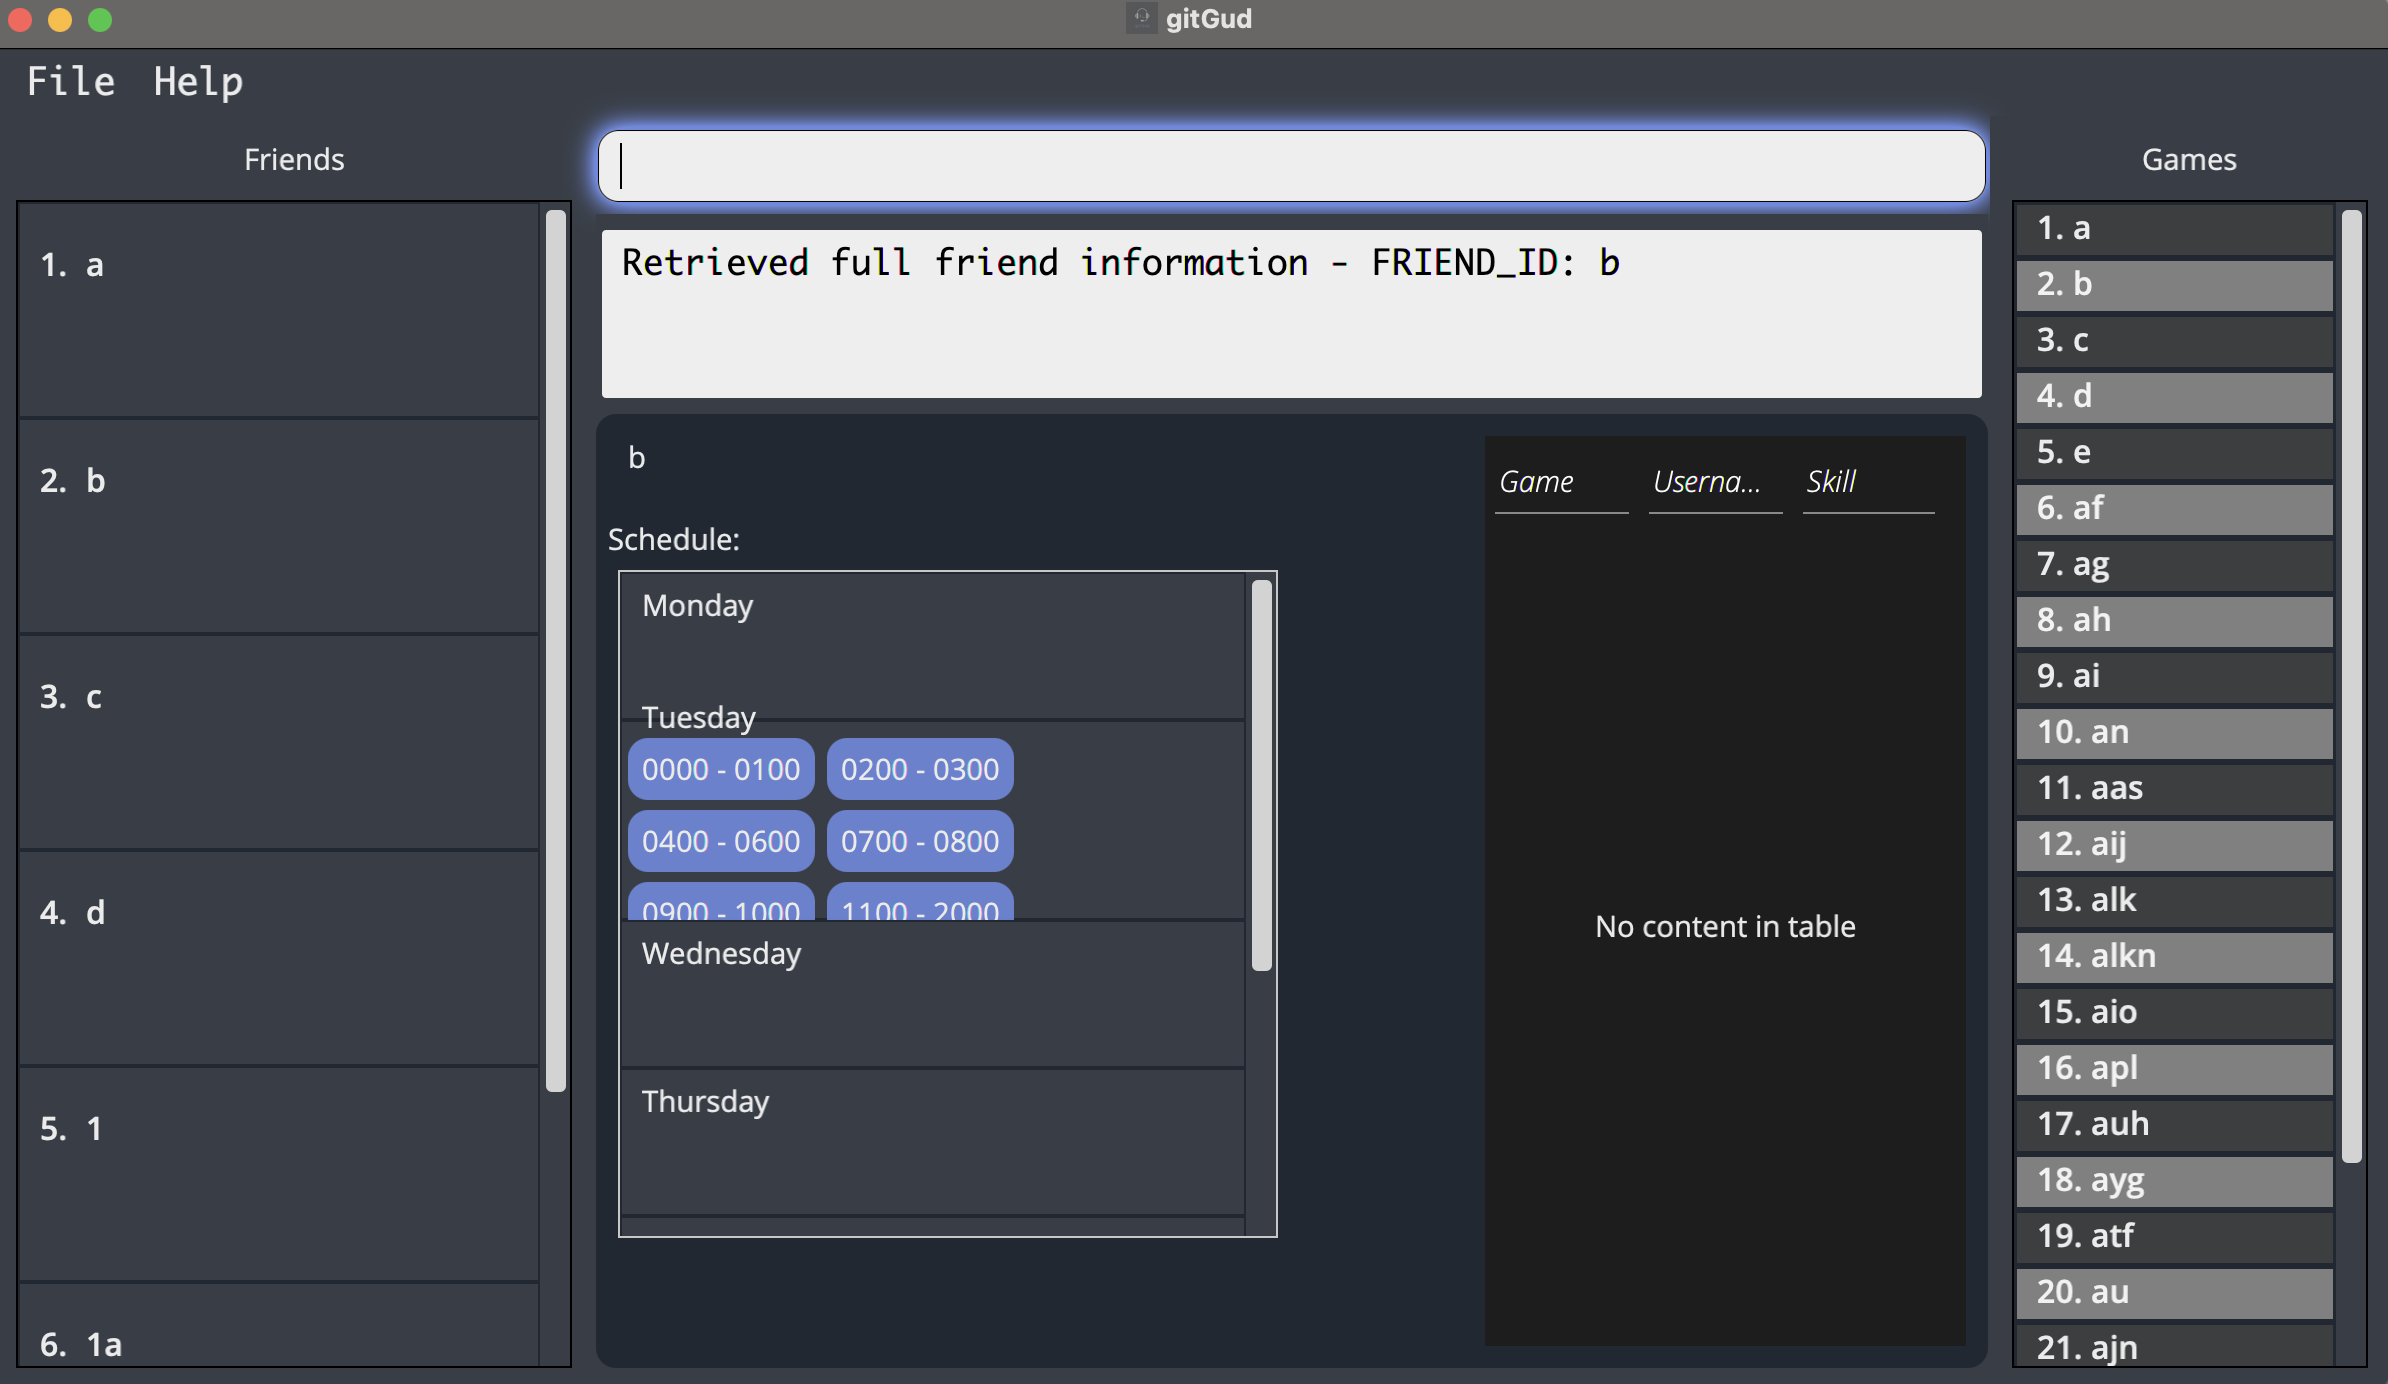 gitGud
File Help
Friends
1. a
2. b
3. c
4. d
5. 1
6. 1a
Retrieved full friend information - FRIEND_ID: b
b
Schedule:
Monday
Tuesday
0000 - 0100 0200 - 0300
0400 - 0600 0700 - 0800
0900 - 1000 1100 - 2000
Wednesday
Thursday
Game Userna... Skill
No content in table
Games
1. a
2. b
3. c
4. d
5. e
6. af
7. ag
8. ah
9. ai
10. an
11. aas
12. aij
13. alk
14. alkn
15. aio
16. apl
17. auh
18. ayg
19. atf
20. au
21. ajn